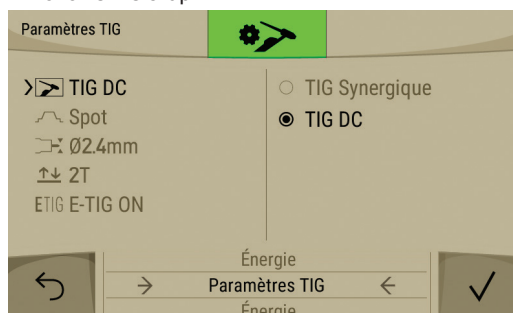 Paramètres TIG
TIG DC
Spot
Ø2.4mm
2T
ETIG E-TIG ON
TIG Synergique
TIG DC
Énergie
Paramètres TIG
Énergie